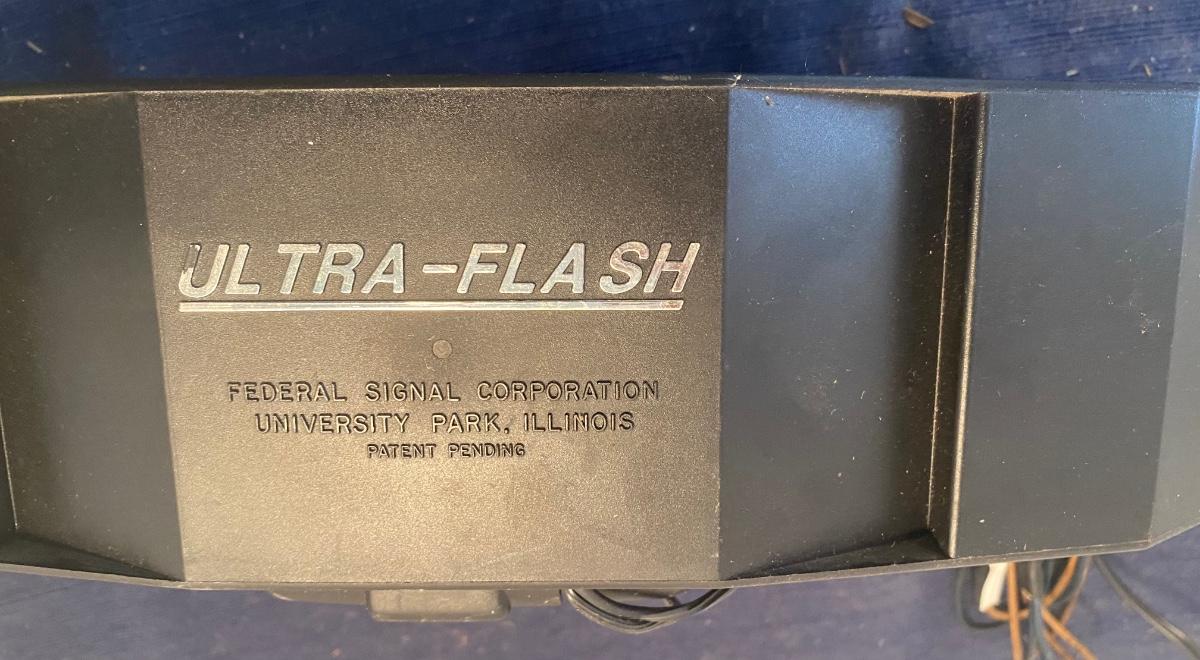 ULTRA-FLASH
FEDERAL SIGNAL CORPORATION
UNIVERSITY PARK, ILLINOIS
PATENT PENDING